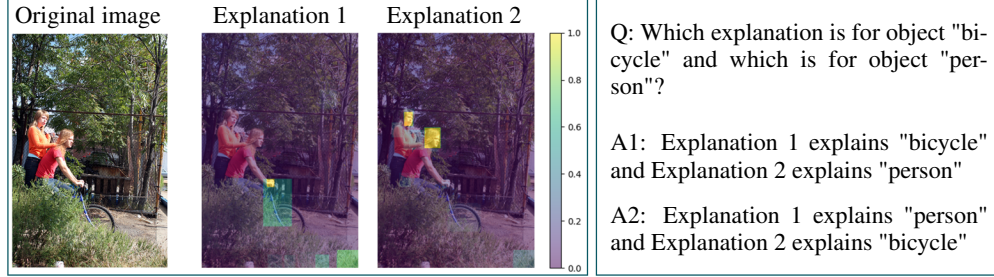 Original image
Explanation 1
Explanation 2
1.0
0.8
0.6
0.4
0.2
0.0
Q: Which explanation is for object "bi-
cycle" and which is for object "per-
son"?
A1: Explanation 1 explains "bicycle"
and Explanation 2 explains "person"
A2: Explanation 1 explains "person"
and Explanation 2 explains "bicycle"